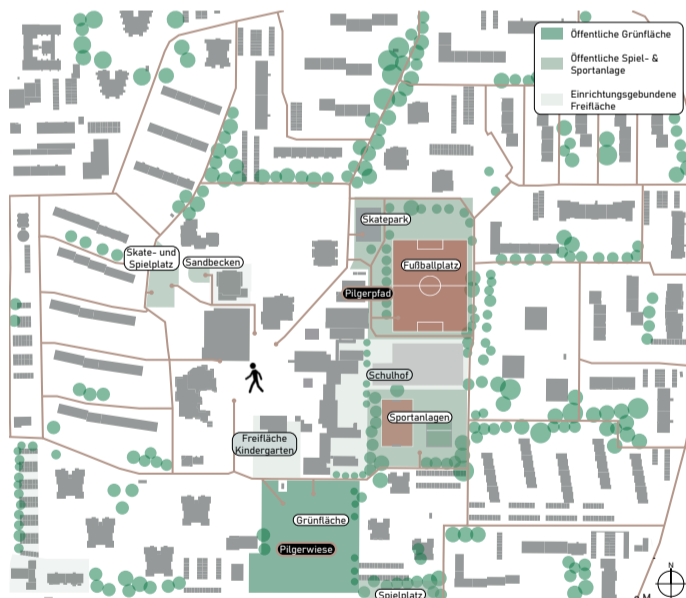 Öffentliche Grünfläche
Öffentliche Spiel- &
Sportanlage
Einrichtungsgebundene
Freifläche
Skatepark
Skate- und
Spielplatz
Sandbecken
Fußballplatz
Pilgerpfad
Schulhof
Sportanlagen
Freifläche
Kindergarten
Grünfläche
Pilgerwiese
N
M
Spielplatz